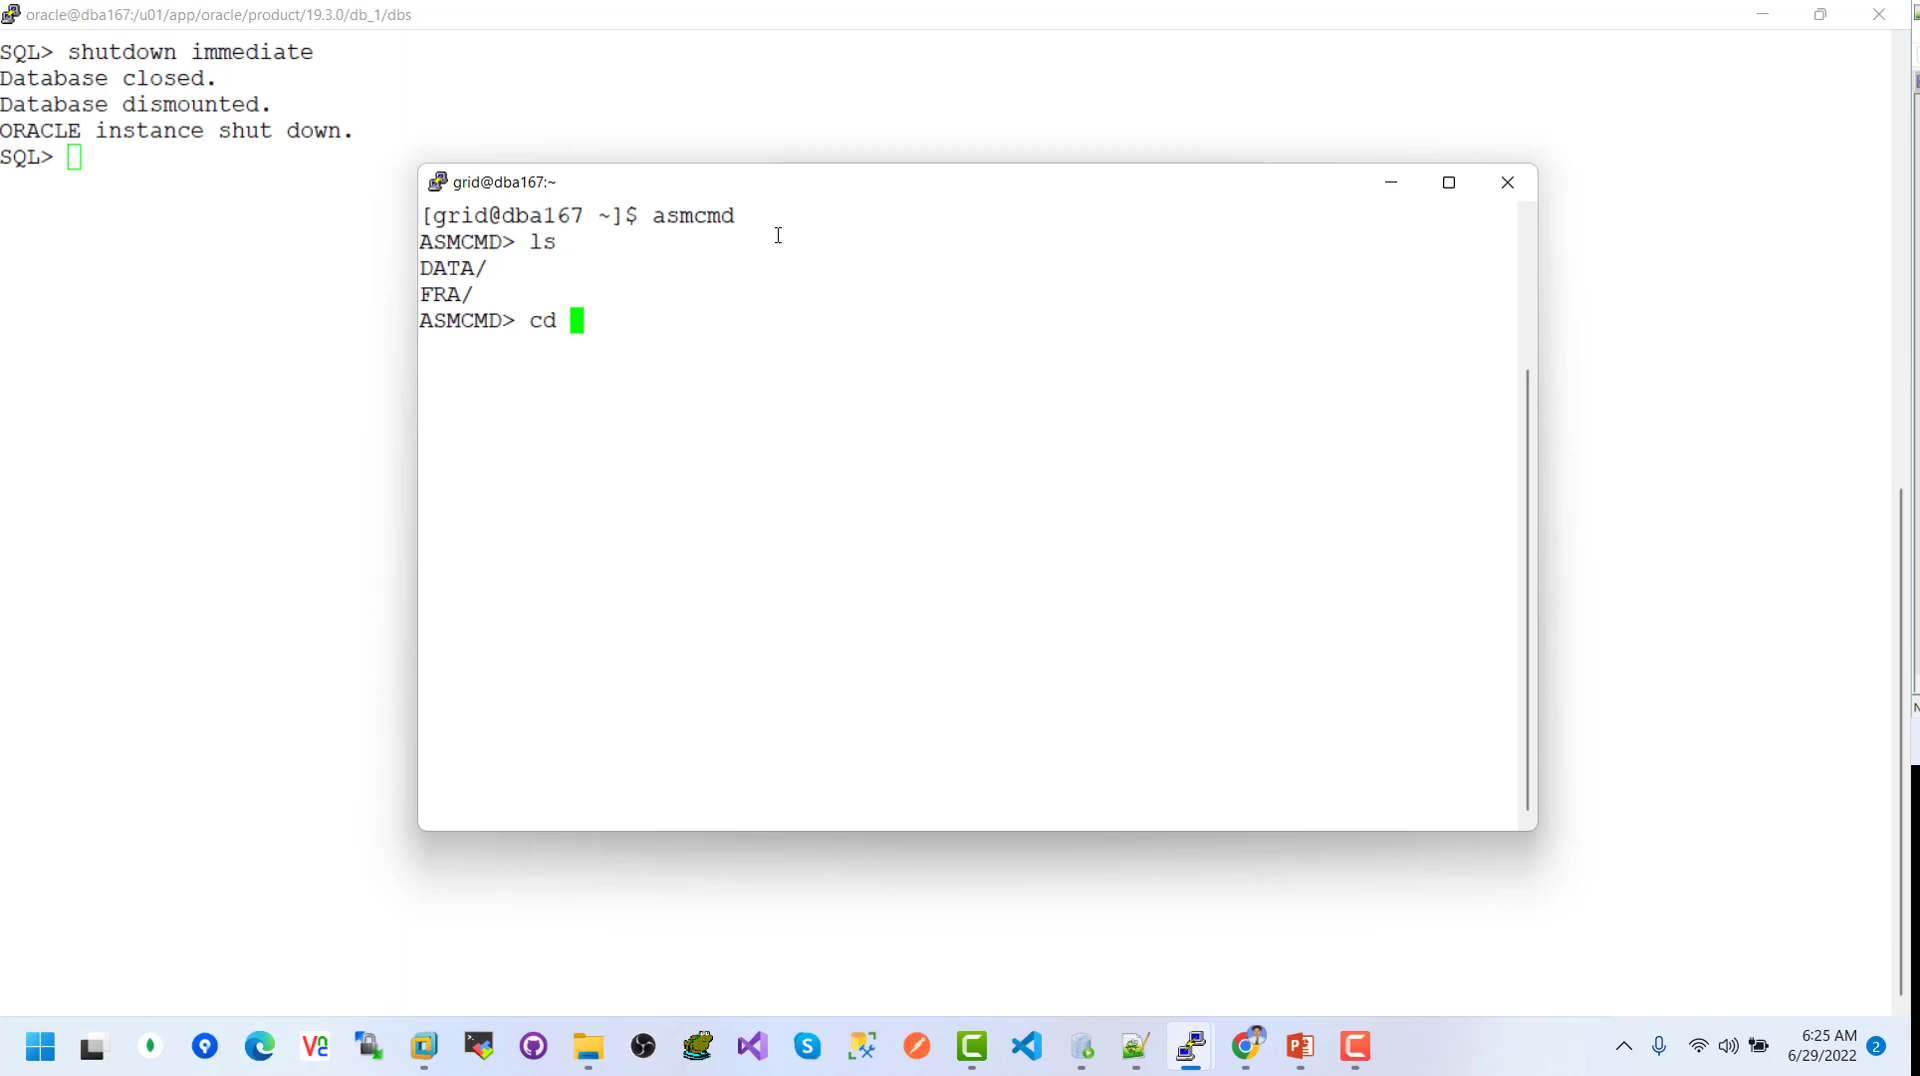 oracle@dba167:/u01/app/oracle/product/19.3.0/db_1/dbs
SQL> shutdown immediate
Database closed.
Database dismounted.
ORACLE instance shut down.
SQL>
grid@dba167:~
[grid@dba167 ~]$ asmcmd
ASMCMD> ls
DATA/
FRA/
ASMCMD> cd
6:25 AM
6/29/2022
2